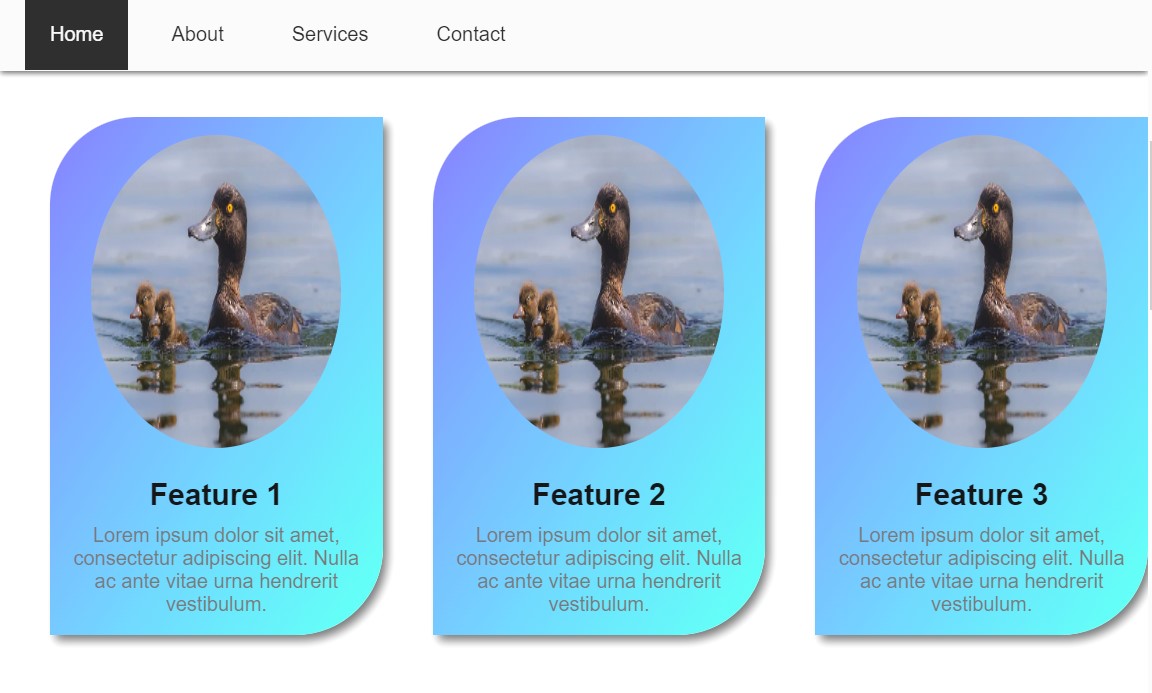 Home About Services Contact
Feature 1
Lorem ipsum dolor sit amet,
consectetur adipiscing elit. Nulla
ac ante vitae urna hendrerit
vestibulum.
Feature 2
Lorem ipsum dolor sit amet,
consectetur adipiscing elit. Nulla
ac ante vitae urna hendrerit
vestibulum.
Feature 3
Lorem ipsum dolor sit amet,
consectetur adipiscing elit. Nulla
ac ante vitae urna hendrerit
vestibulum.